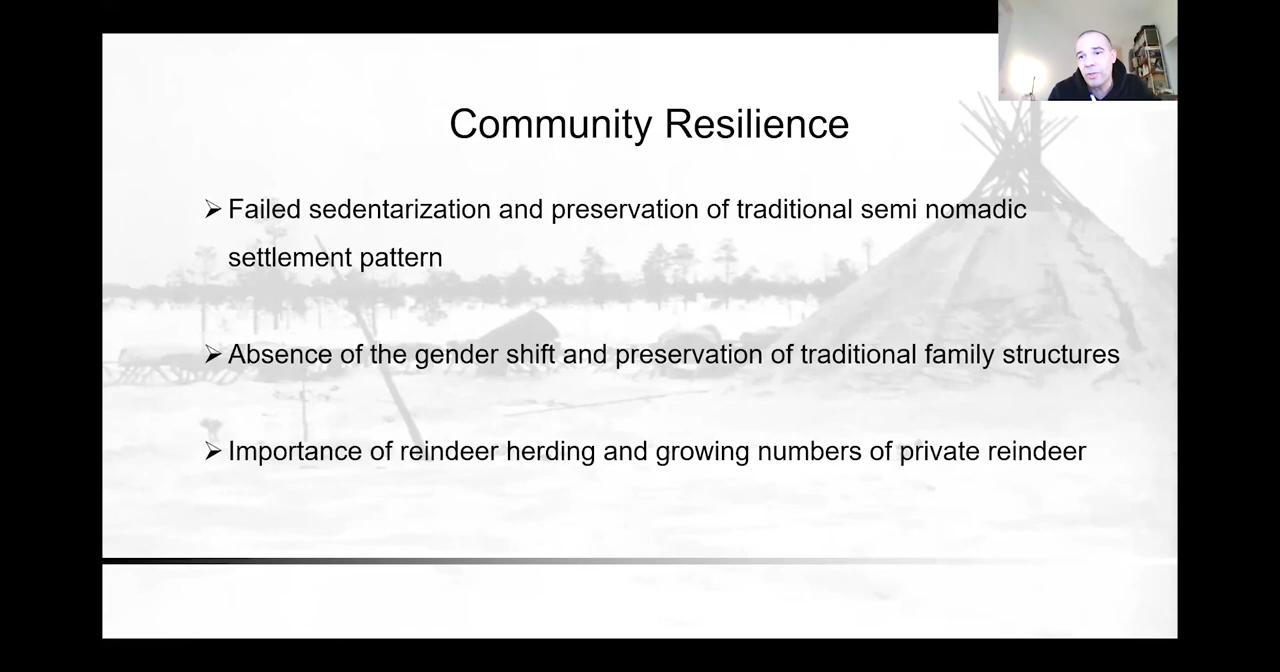 Community Resilience
➢ Failed sedentarization and preservation of traditional semi nomadic
settlement pattern
➢ Absence of the gender shift and preservation of traditional family structures
➢ Importance of reindeer herding and growing numbers of private reindeer